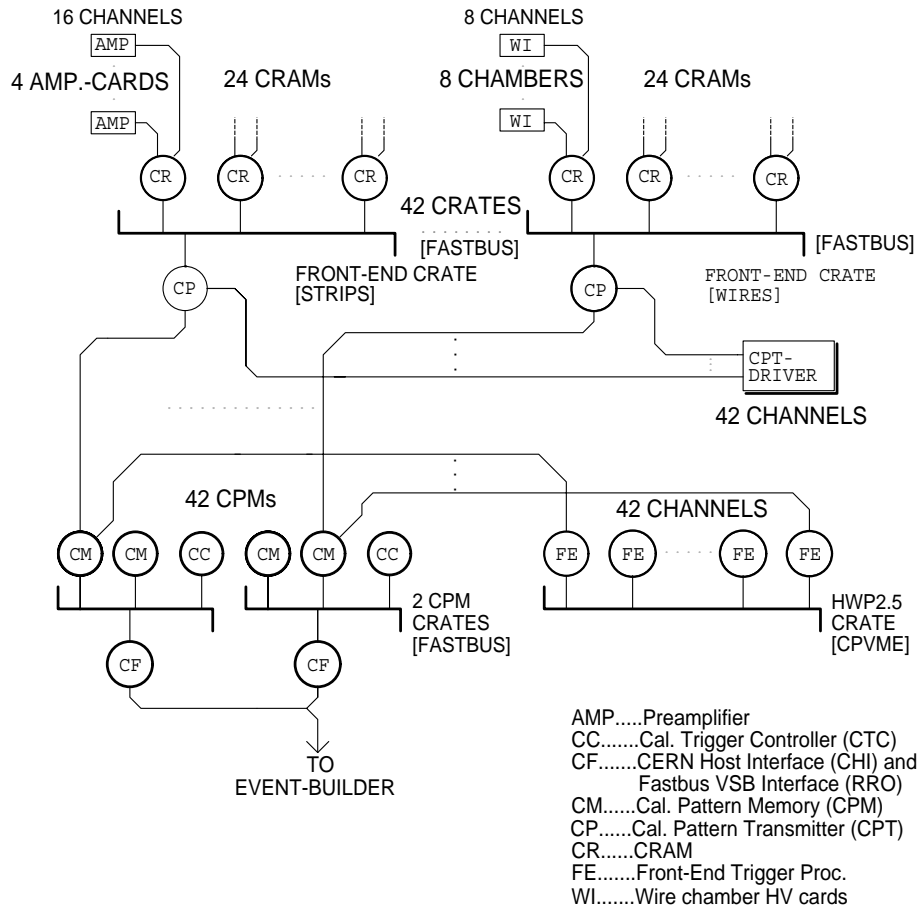 16 CHANNELS
8 CHANNELS
AMP
WI
4 AMP.-CARDS
24 CRAMs
8 CHAMBERS
24 CRAMs
AMP
WI
CR
CR
CR
CR
CR
CR
42 CRATES
[FASTBUS]
[FASTBUS]
FRONT-END CRATE
[STRIPS]
FRONT-END CRATE
[WIRES]
CP
CP
CPT-
DRIVER
42 CHANNELS
42 CPMs
42 CHANNELS
CM
CM
CC
CM
CM
CC
FE
FE
FE
FE
2 CPM
CRATES
[FASTBUS]
HWP2.5
CRATE
[CPVME]
CF
CF
TO
EVENT-BUILDER
AMP.....Preamplifier
CC.......Cal. Trigger Controller (CTC)
CF.......CERN Host Interface (CHI) and
Fastbus VSB Interface (RRO)
CM......Cal. Pattern Memory (CPM)
CP......Cal. Pattern Transmitter (CPT)
CR......CRAM
FE.......Front-End Trigger Proc.
WI.......Wire chamber HV cards